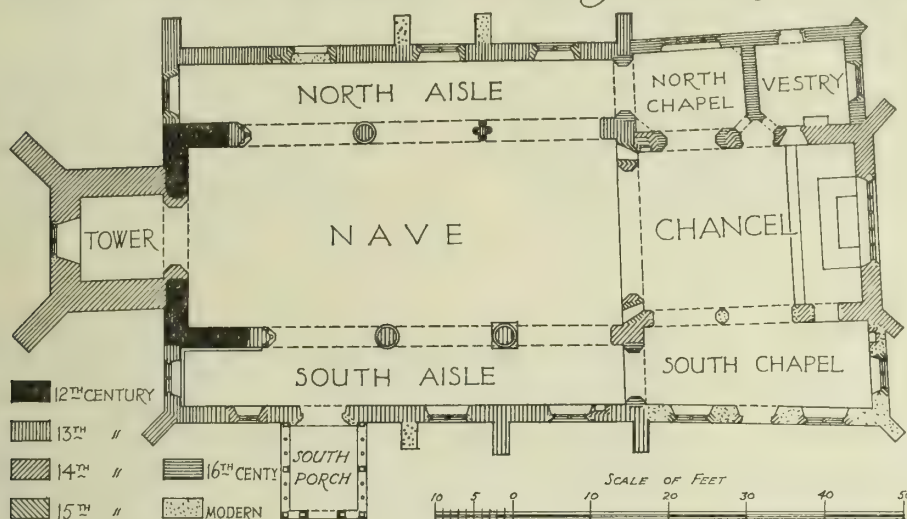 NORTH AISLE
NORTH
CHAPEL
VESTRY
TOWER
NAVE
CHANCEL
SOUTH AISLE
SOUTH CHAPEL
SOUTH
PORCH
12TH CENTURY
13TH "
14TH "
15TH "
16TH CENTY
MODERN
SCALE OF FEET
10 5 0 10 20 30 40 50